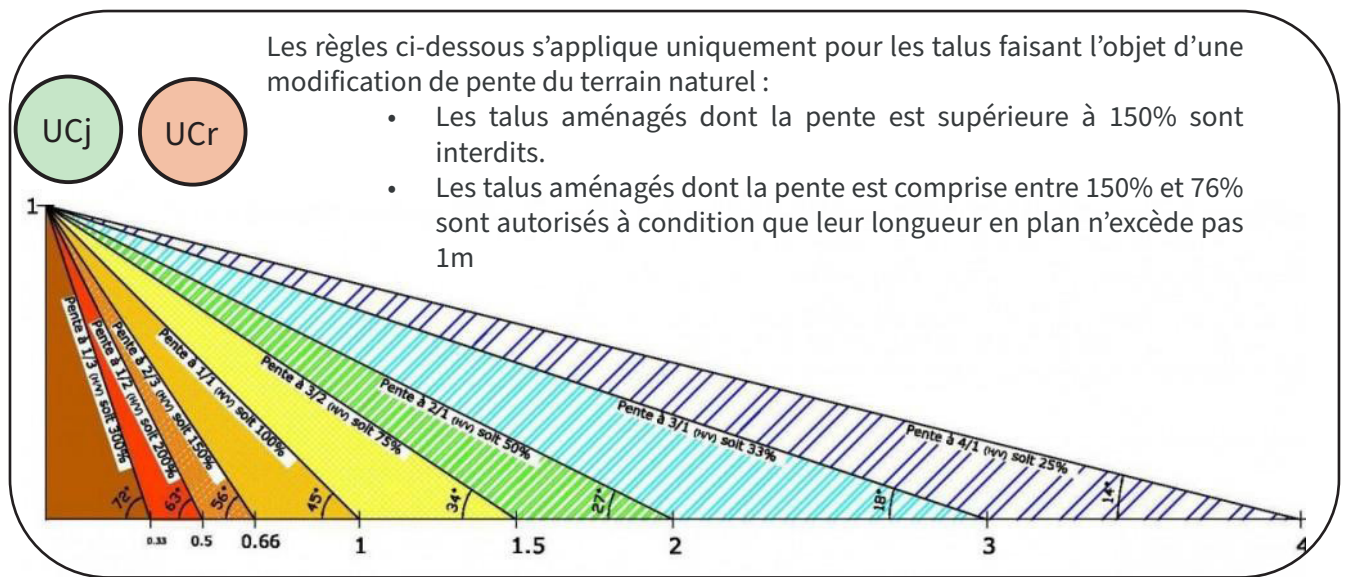 Les règles ci-dessous s’applique uniquement pour les talus faisant l’objet d’une
modification de pente du terrain naturel :
UCj
UCr
• Les talus aménagés dont la pente est supérieure à 150% sont
interdits.
• Les talus aménagés dont la pente est comprise entre 150% et 76%
sont autorisés à condition que leur longueur en plan n’excède pas
1m
1
Pente à 1/3 (H/V) soit 300%
Pente à 1/2 (H/V) soit 200%
Pente à 2/3 (H/V) soit 150%
Pente à 1/1 (H/V) soit 100%
Pente à 3/2 (H/V) soit 75%
Pente à 2/1 (H/V) soit 50%
Pente à 3/1 (H/V) soit 33%
Pente à 4/1 (H/V) soit 25%
72°
63°
56°
45°
34°
27°
18°
14°
0.33
0.5
0.66
1
1.5
2
3
4